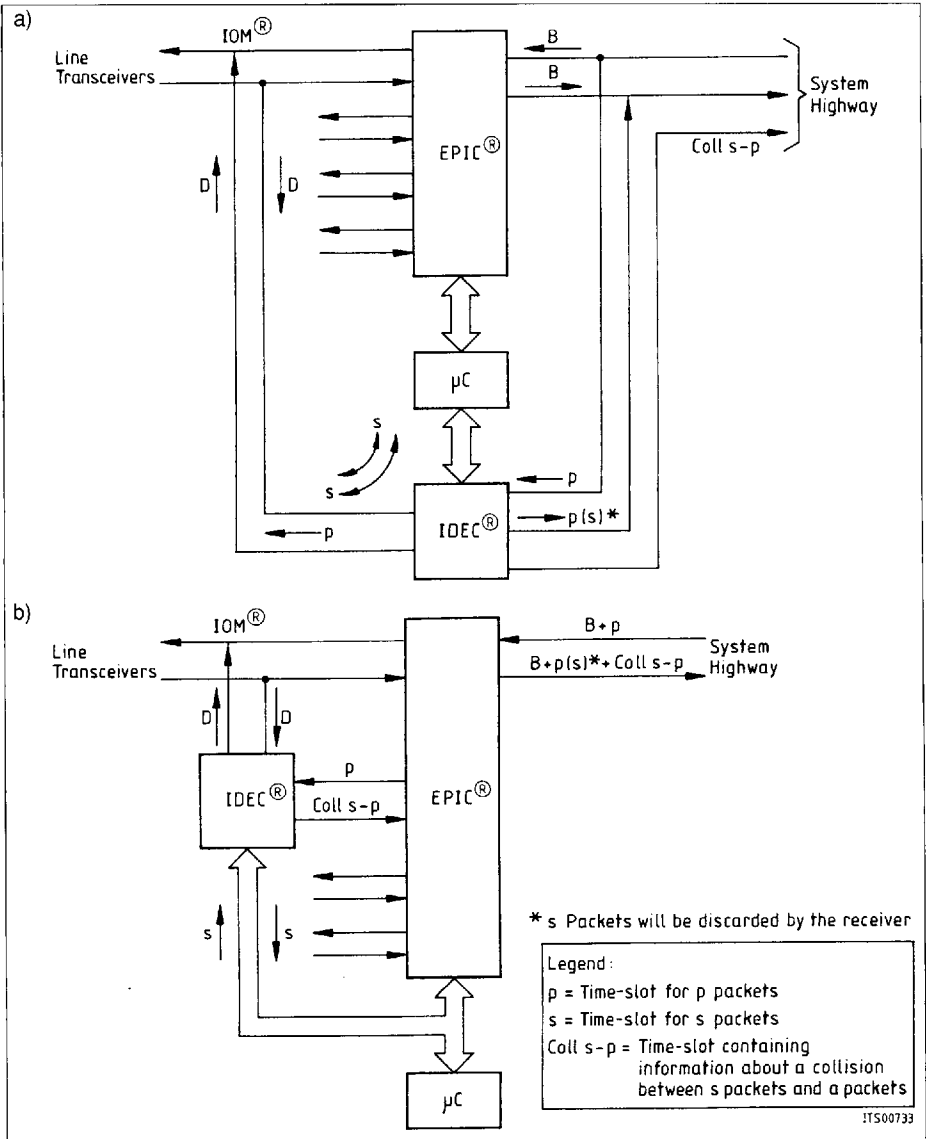 a)
IOM®
B
Line
Transceivers
B
System
Highway
EPIC®
Coll s-p
D
D
µC
s
s
p
IDEC®
p(s)*
p
b)
IOM®
B+p
Line
Transceivers
System
Highway
B+p(s)*+Coll s-p
D
D
p
IDEC®
EPIC®
Coll s-p
s
s
* s Packets will be discarded by the receiver
Legend:
p = Time-slot for p packets
s = Time-slot for s packets
Coll s-p = Time-slot containing
information about a collision
between s packets and a packets
µC
ITS00733